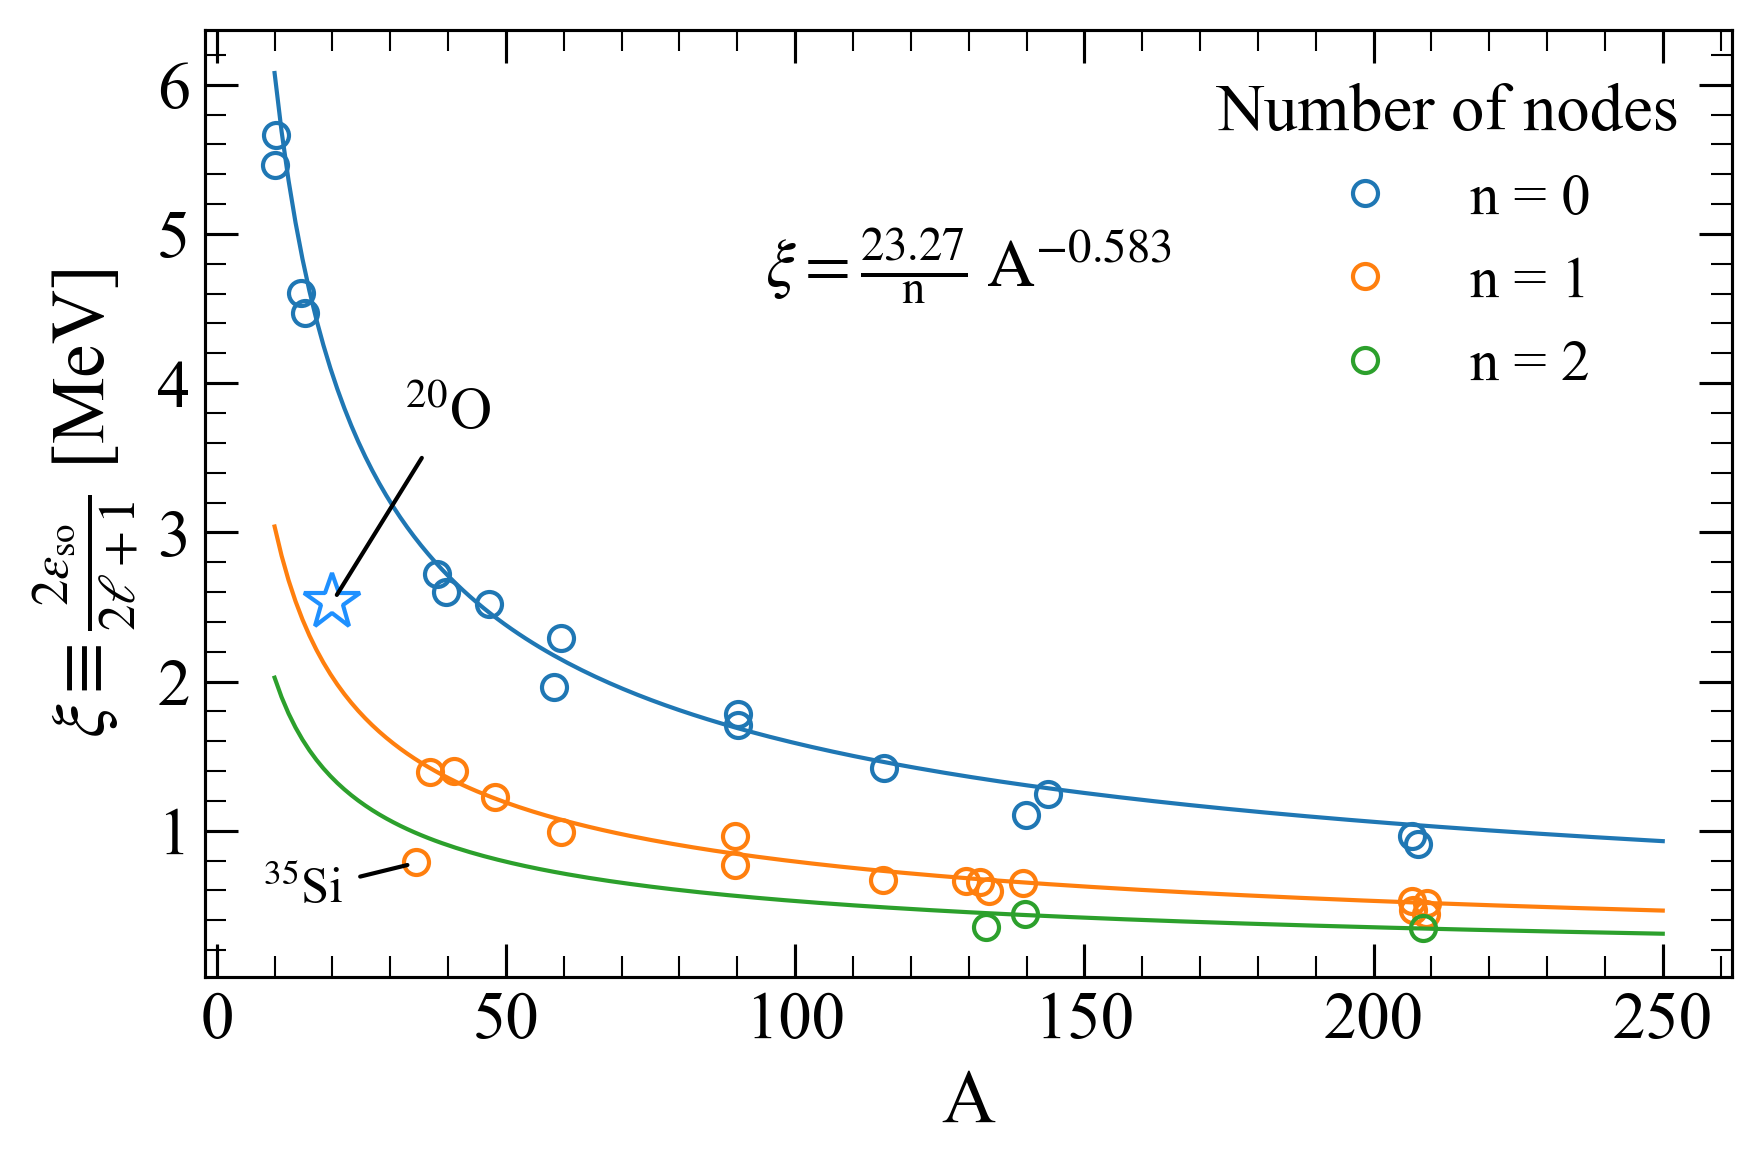 Number of nodes
n = 0
n = 1
n = 2
ξ = 23.27/n A^−0.583
²⁰O
³⁵Si
ξ ≡ 2ε_so/2ℓ+1 [MeV]
6
5
4
3
2
1
0 50 100 150 200 250
A